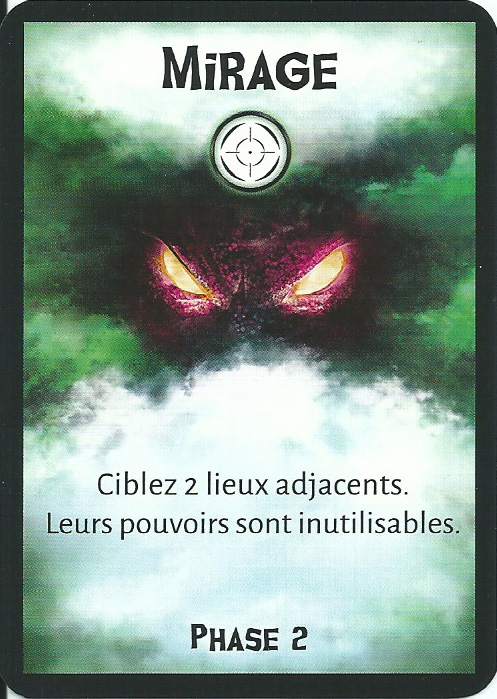 MiRAGE
Ciblez 2 lieux adjacents.
Leurs pouvoirs sont inutilisables.
PHASE 2